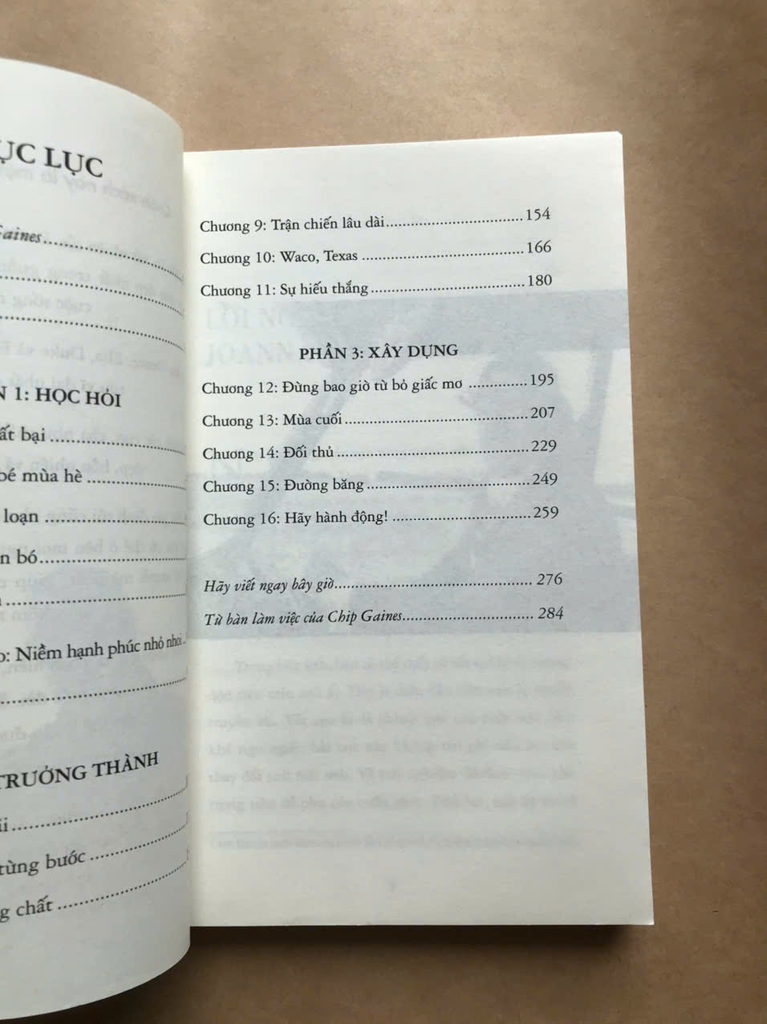 ỤC LỤC
Gaines
N 1: HỌC HỎI
ất bại
bé mùa hè
loạn
n bó
o: Niềm hạnh phúc nhỏ nhoi
TRƯỞNG THÀNH
từng bước
g chất
Chương 9: Trận chiến lâu dài 154
Chương 10: Waco, Texas 166
Chương 11: Sự hiếu thắng 180
PHẦN 3: XÂY DỰNG
Chương 12: Đừng bao giờ từ bỏ giấc mơ 195
Chương 13: Mùa cuối 207
Chương 14: Đối thủ 229
Chương 15: Đường băng 249
Chương 16: Hãy hành động! 259
Hãy viết ngay bây giờ 276
Từ bàn làm việc của Chip Gaines 284